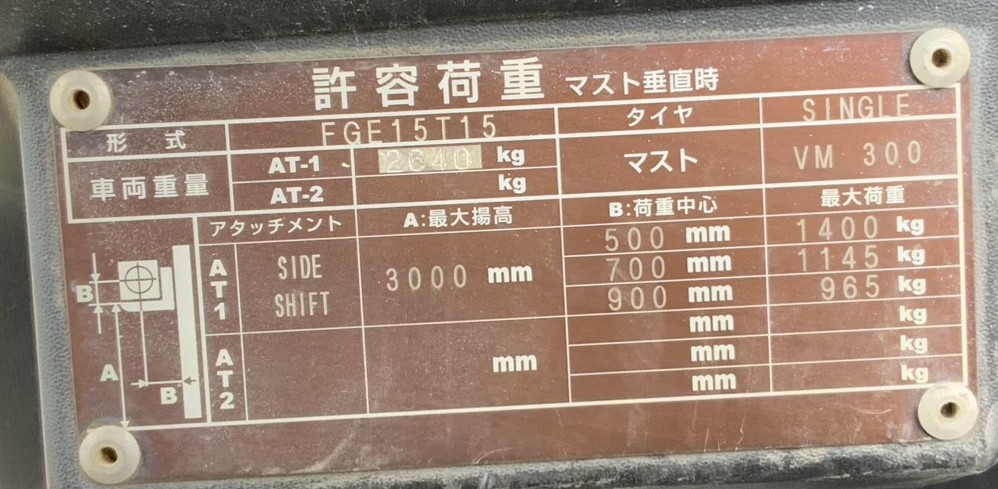 許容荷重 マスト垂直時
形 式 FGE15T15 タイヤ SINGLE
車両重量 AT-1 2640 kg マスト VM 300
AT-2 kg
アタッチメント A:最大揚高 B:荷重中心 最大荷重
AT1 SIDE SHIFT 3000 mm 500 mm 1400 kg
700 mm 1145 kg
900 mm 965 kg
mm kg
AT2 mm mm kg
mm kg
B
A
B